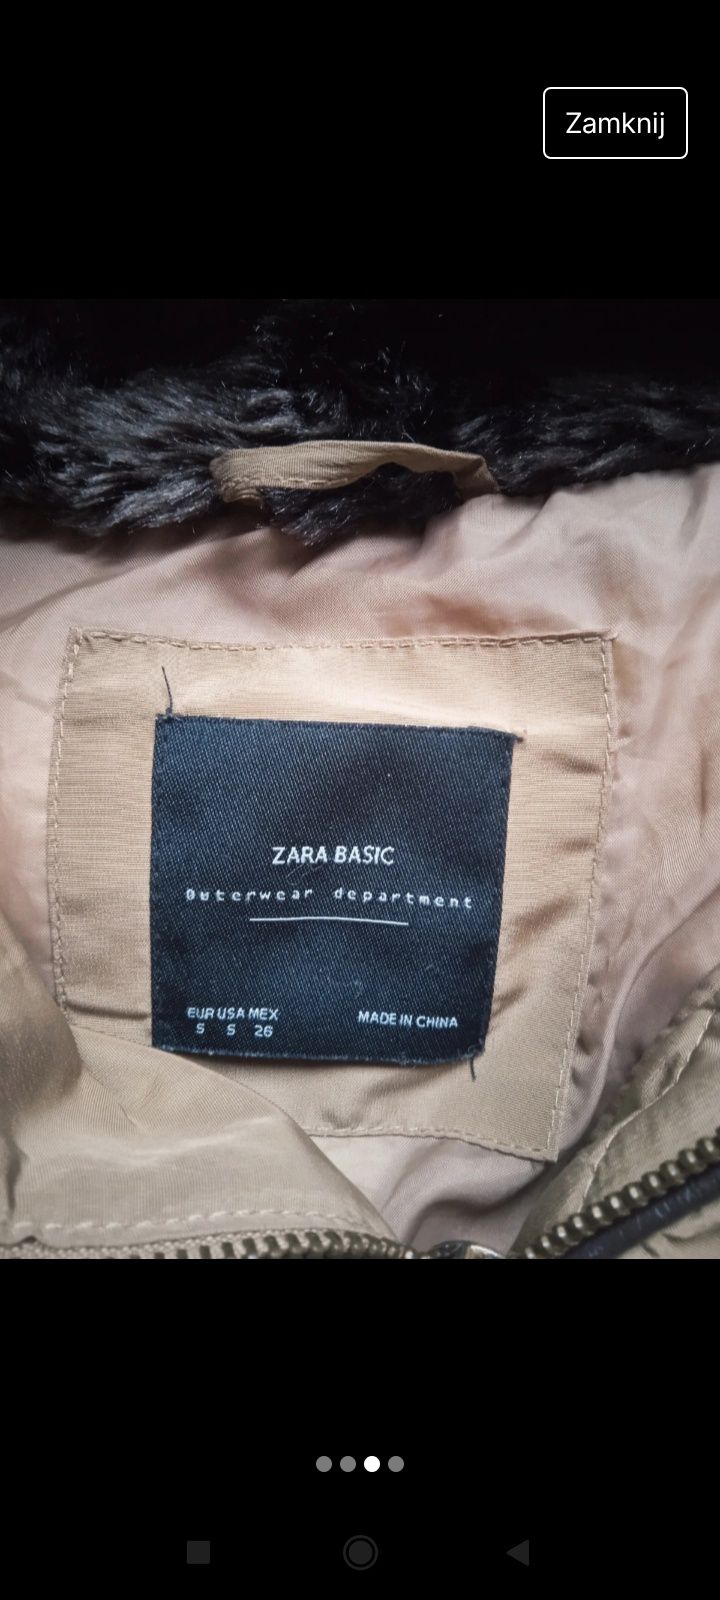 Zamknij
ZARA BASIC
Outerwear department
EUR USA MEX
S S 26
MADE IN CHINA